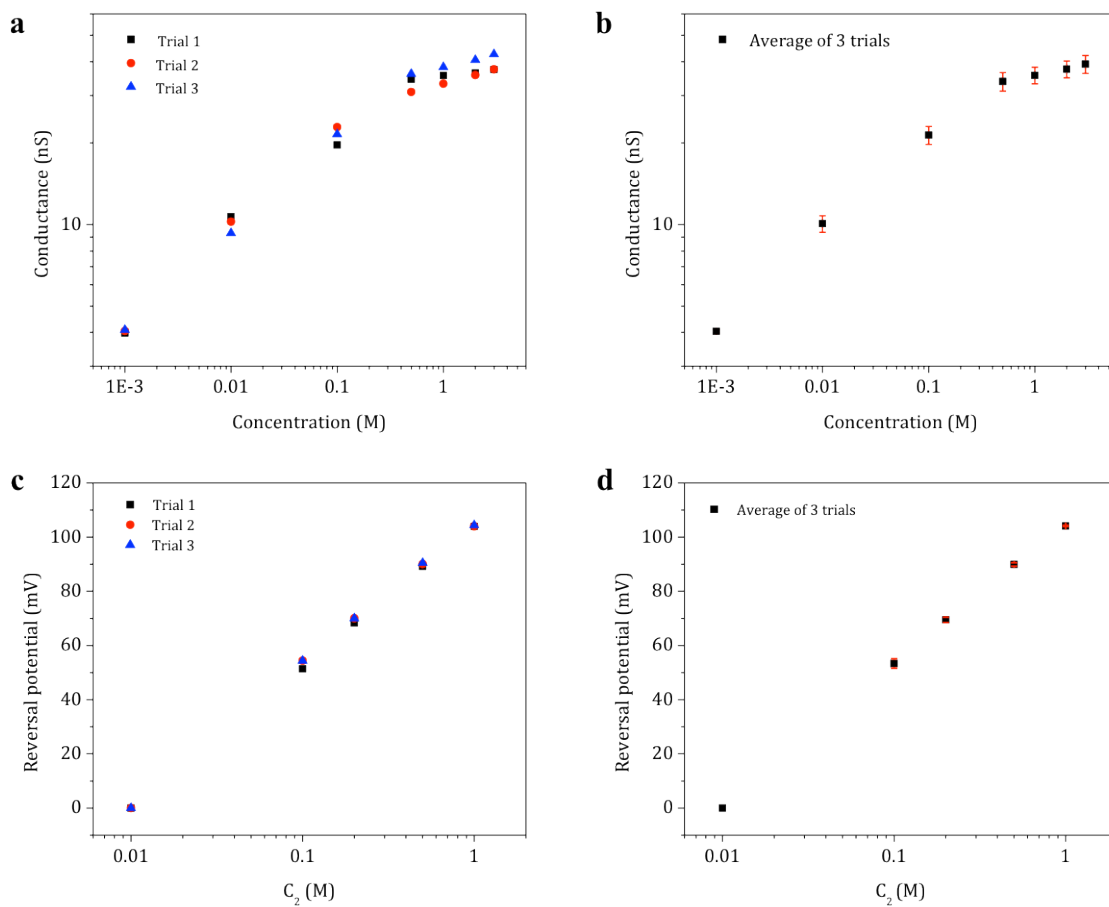 a
Trial 1
Trial 2
Trial 3
Conductance (nS)
10
1E-3 0.01 0.1 1
Concentration (M)
b
Average of 3 trials
Conductance (nS)
10
1E-3 0.01 0.1 1
Concentration (M)
c
Trial 1
Trial 2
Trial 3
Reversal potential (mV)
120
100
80
60
40
20
0
0.01 0.1 1
C₂ (M)
d
Average of 3 trials
Reversal potential (mV)
120
100
80
60
40
20
0
0.01 0.1 1
C₂ (M)